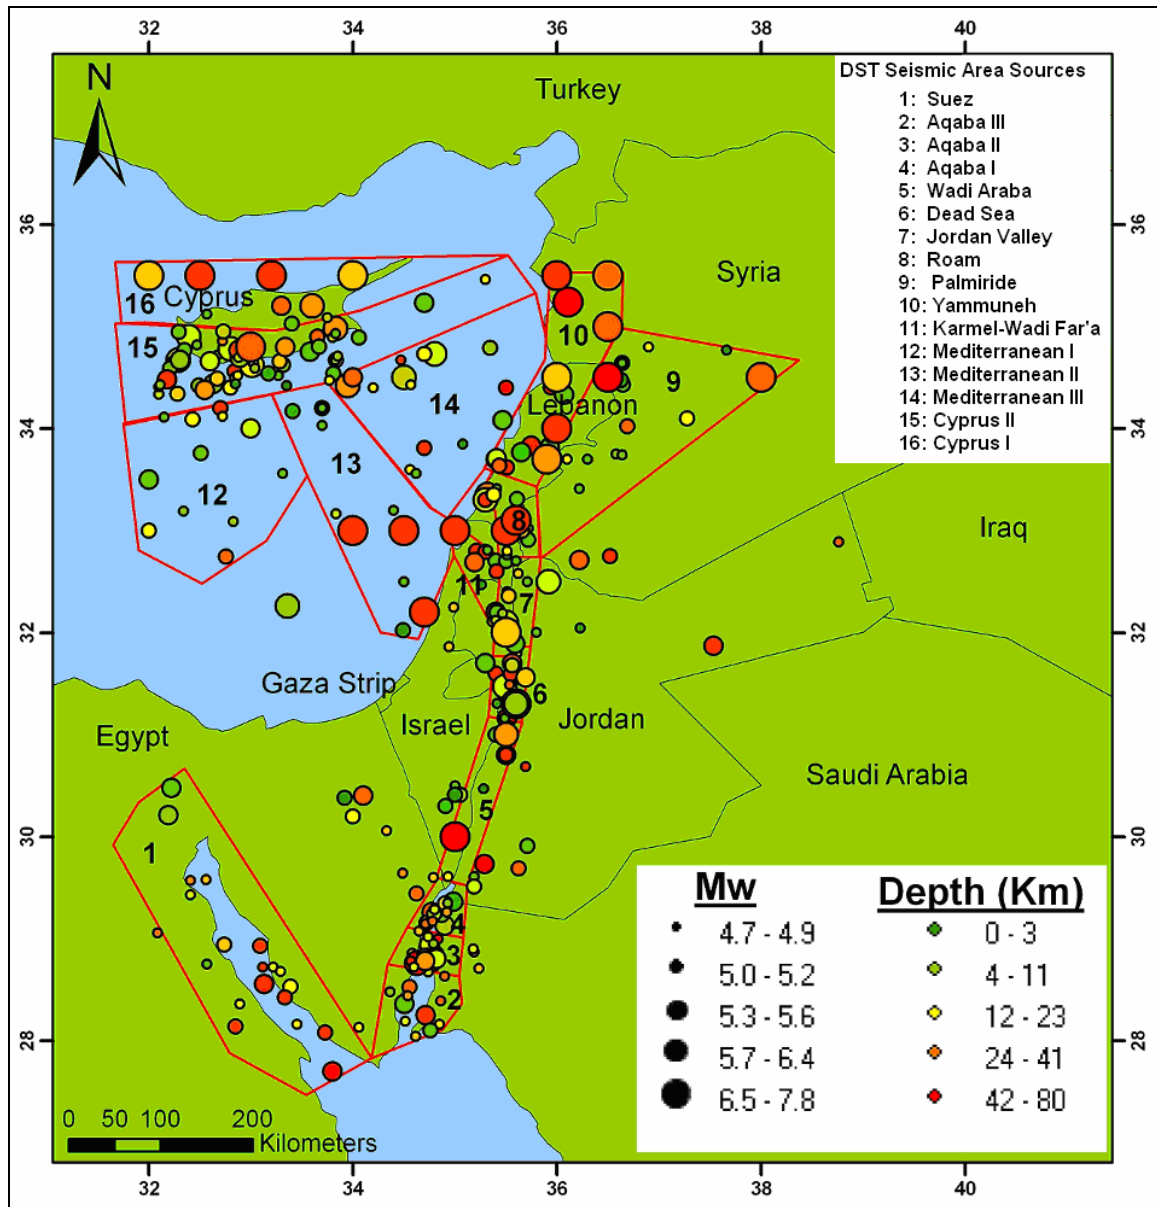 32 34 36 38 40
N
Turkey
DST Seismic Area Sources
1: Suez
2: Aqaba III
3: Aqaba II
4: Aqaba I
5: Wadi Araba
6: Dead Sea
7: Jordan Valley
8: Roam
9: Palmiride
10: Yammuneh
11: Karmel-Wadi Far'a
12: Mediterranean I
13: Mediterranean II
14: Mediterranean III
15: Cyprus II
16: Cyprus I
36 36
Syria
16 Cyprus
10
15
9
14 Lebanon
34 34
13
12
8
Iraq
11
7
32 32
Gaza Strip
6
Israel Jordan
Egypt
Saudi Arabia
5
30 30
1
4
3
2
28 28
Mw Depth (Km)
4.7 - 4.9 0 - 3
5.0 - 5.2 4 - 11
5.3 - 5.6 12 - 23
5.7 - 6.4 24 - 41
6.5 - 7.8 42 - 80
0 50 100 200
Kilometers
32 34 36 38 40